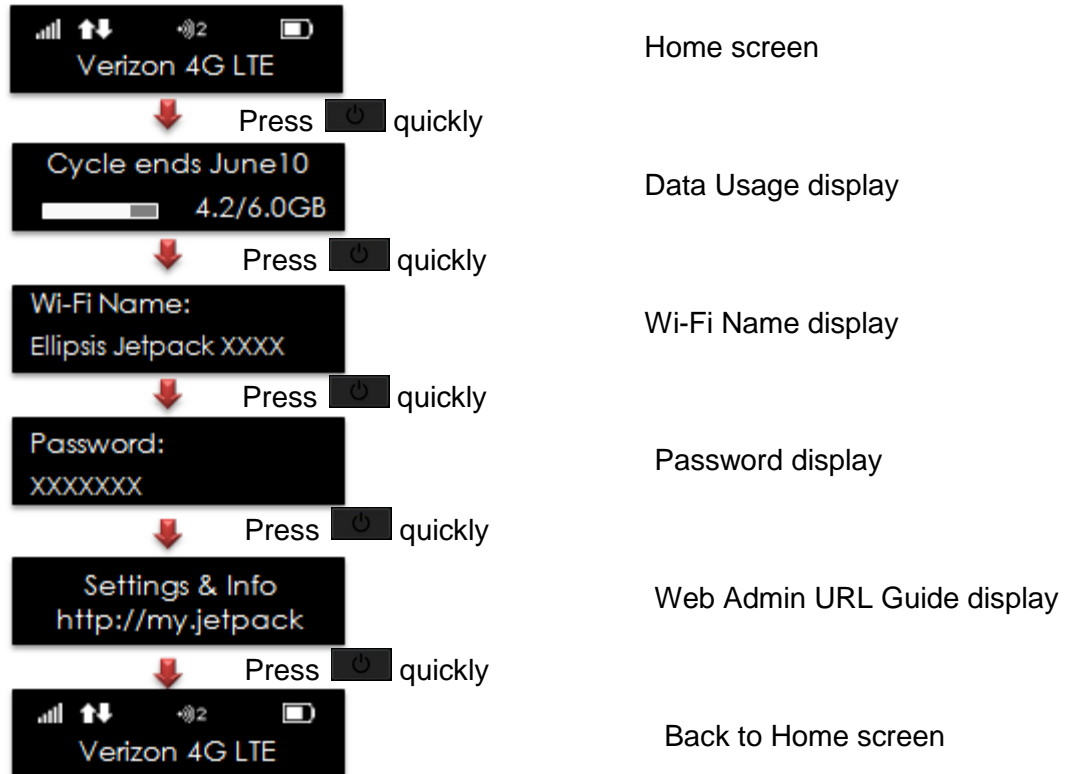 2
Verizon 4G LTE
Home screen
Press quickly
Cycle ends June10
4.2/6.0GB
Data Usage display
Press quickly
Wi-Fi Name:
Ellipsis Jetpack XXXX
Wi-Fi Name display
Press quickly
Password:
XXXXXXX
Password display
Press quickly
Settings & Info
http://my.jetpack
Web Admin URL Guide display
Press quickly
2
Verizon 4G LTE
Back to Home screen